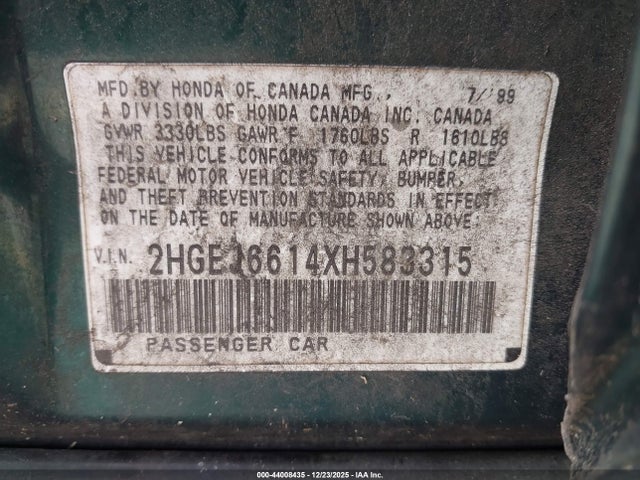 MFD.BY HONDA OF CANADA MFG., 7/'99
A DIVISION OF HONDA CANADA INC. CANADA
GVWR 3330LBS GAWR F 1760LBS R 1610LBS
THIS VEHICLE CONFORMS TO ALL APPLICABLE
FEDERAL MOTOR VEHICLE SAFETY, BUMPER,
AND THEFT PREVENTION STANDARDS IN EFFECT
ON THE DATE OF MANUFACTURE SHOWN ABOVE.
V.I.N. 2HGEJ6614XH583315
PASSENGER CAR
000-44008435 - 12/23/2025 - IAA Inc.